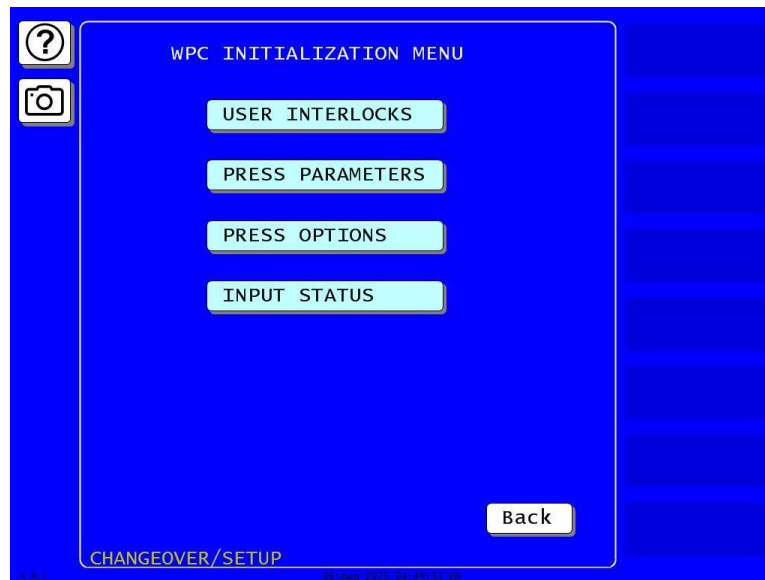 ?
WPC INITIALIZATION MENU
USER INTERLOCKS
PRESS PARAMETERS
PRESS OPTIONS
INPUT STATUS
Back
CHANGEOVER/SETUP